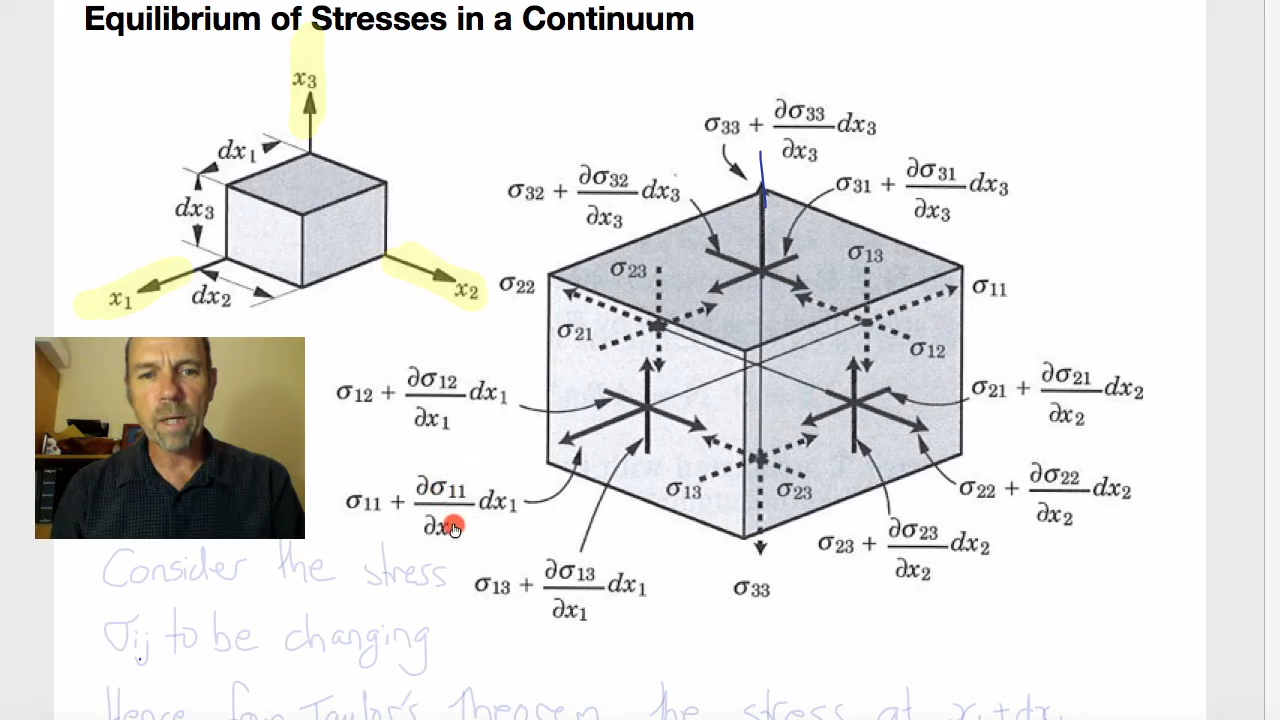 Equilibrium of Stresses in a Continuum
x₃
dx₁
dx₃
dx₂
x₁
x₂
σ₃₃ + ∂σ₃₃/∂x₃ dx₃
σ₃₂ + ∂σ₃₂/∂x₃ dx₃
σ₃₁ + ∂σ₃₁/∂x₃ dx₃
σ₂₃
σ₁₃
σ₂₂
σ₁₁
σ₂₁
σ₁₂
σ₁₂ + ∂σ₁₂/∂x₁ dx₁
σ₂₁ + ∂σ₂₁/∂x₂ dx₂
σ₁₁ + ∂σ₁₁/∂x dx₁
σ₁₃
σ₂₃
σ₂₂ + ∂σ₂₂/∂x₂ dx₂
σ₂₃ + ∂σ₂₃/∂x₂ dx₂
σ₁₃ + ∂σ₁₃/∂x₁ dx₁
σ₃₃
Consider the stress
σij to be changing
Hence from Taylor's theorem the stress at